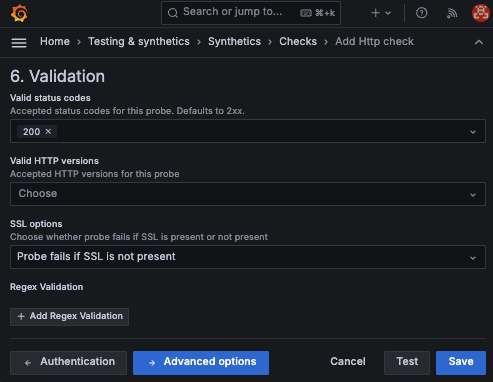 Search or jump to...
⌘+k
+
Home > Testing & synthetics > Synthetics > Checks > Add Http check
6. Validation
Valid status codes
Accepted status codes for this probe. Defaults to 2xx.
200 ×
Valid HTTP versions
Accepted HTTP versions for this probe
Choose
SSL options
Choose whether probe fails if SSL is present or not present
Probe fails if SSL is not present
Regex Validation
+ Add Regex Validation
← Authentication
→ Advanced options
Cancel
Test
Save